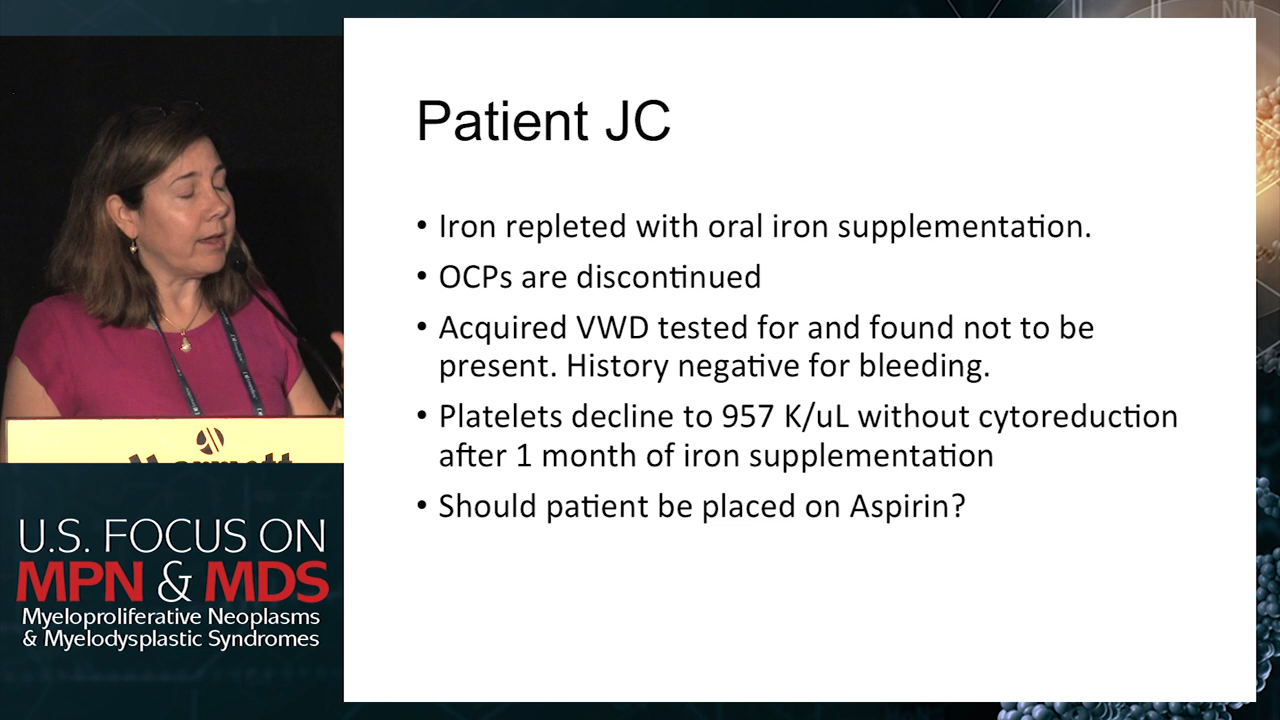 NM
Patient JC
• Iron repleted with oral iron supplementation.
• OCPs are discontinued
• Acquired VWD tested for and found not to be
present. History negative for bleeding.
• Platelets decline to 957 K/uL without cytoreduction
after 1 month of iron supplementation
• Should patient be placed on Aspirin?
Marriott
U.S. FOCUS ON
MPN & MDS
Myeloproliferative Neoplasms
& Myelodysplastic Syndromes